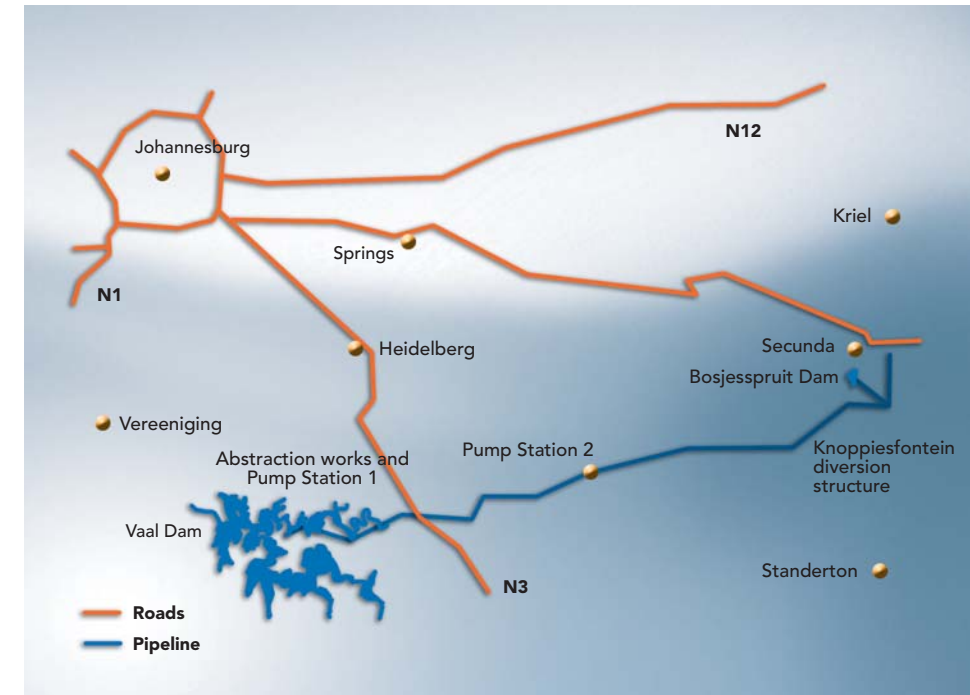 N12
Johannesburg
Kriel
Springs
N1
Heidelberg
Secunda
Bosjesspruit Dam
Vereeniging
Abstraction works and
Pump Station 1
Pump Station 2
Knoppiesfontein
diversion
structure
Vaal Dam
Standerton
N3
Roads
Pipeline